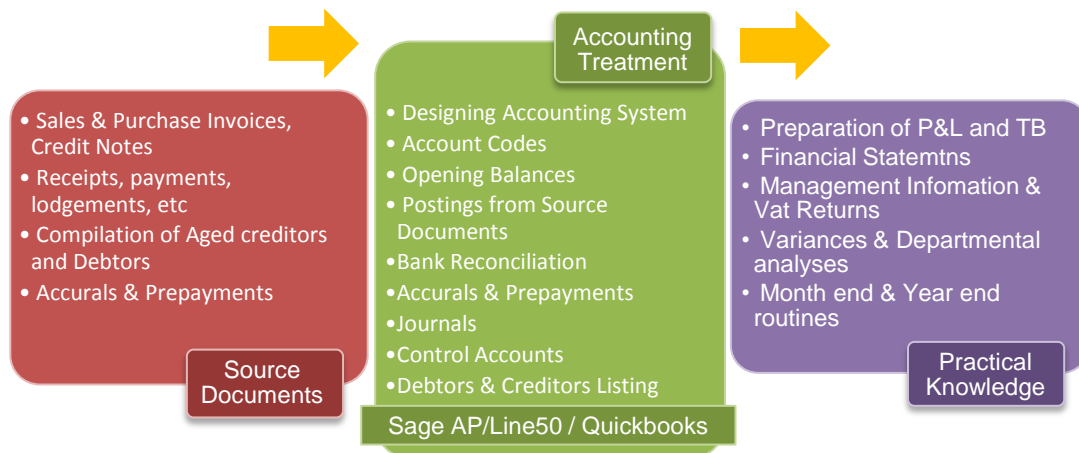 • Sales & Purchase Invoices,
Credit Notes
• Receipts, payments,
lodgements, etc
• Compilation of Aged creditors
and Debtors
• Accurals & Prepayments
Source
Documents
Accounting
Treatment
• Designing Accounting System
• Account Codes
• Opening Balances
• Postings from Source
Documents
•Bank Reconciliation
•Accurals & Prepayments
•Journals
•Control Accounts
•Debtors & Creditors Listing
Sage AP/Line50 / Quickbooks
• Preparation of P&L and TB
• Financial Statemtns
• Management Infomation &
Vat Returns
• Variances & Departmental
analyses
• Month end & Year end
routines
Practical
Knowledge